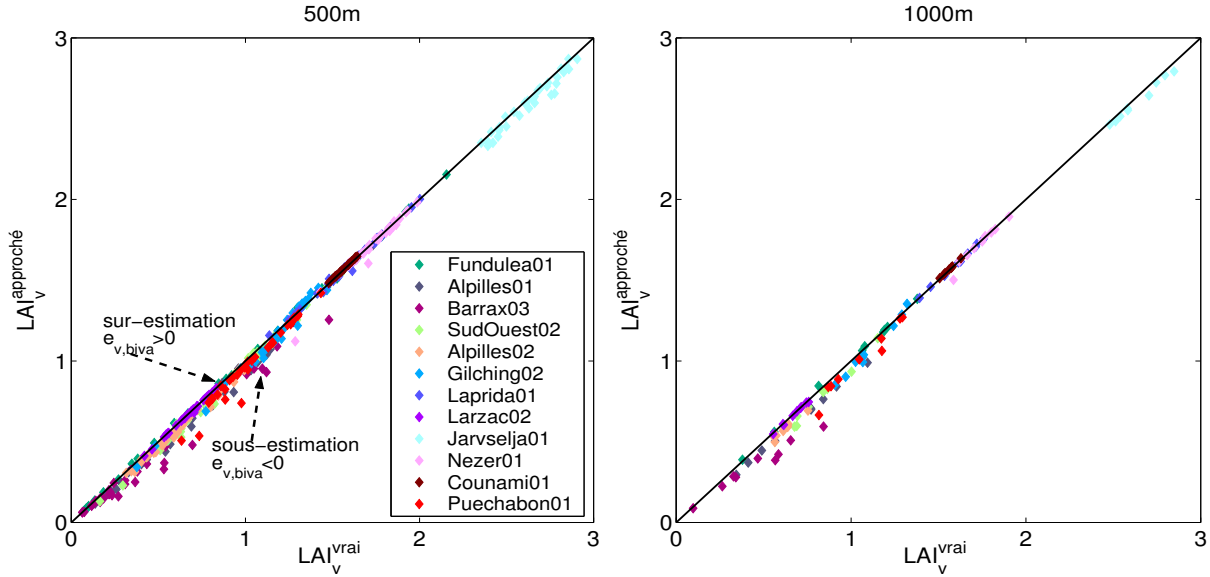 500m
3
2
1
0
0
1
2
3
LAI_v^approché
LAI_v^vrai
sur−estimation
e_v,biva>0
sous−estimation
e_v,biva<0
Fundulea01
Alpilles01
Barrax03
SudOuest02
Alpilles02
Gilching02
Laprida01
Larzac02
Jarvselja01
Nezer01
Counami01
Puechabon01
1000m
3
2
1
0
0
1
2
3
LAI_v^approché
LAI_v^vrai